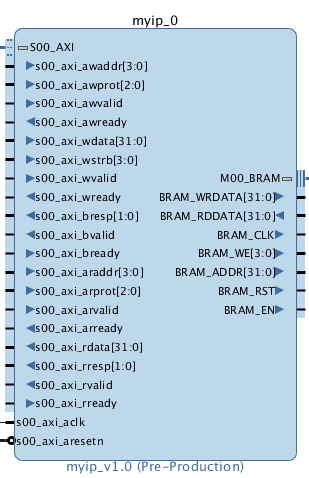 myip_0
S00_AXI
s00_axi_awaddr[3:0]
s00_axi_awprot[2:0]
s00_axi_awvalid
s00_axi_awready
s00_axi_wdata[31:0]
s00_axi_wstrb[3:0]
s00_axi_wvalid
s00_axi_wready
s00_axi_bresp[1:0]
s00_axi_bvalid
s00_axi_bready
s00_axi_araddr[3:0]
s00_axi_arprot[2:0]
s00_axi_arvalid
s00_axi_arready
s00_axi_rdata[31:0]
s00_axi_rresp[1:0]
s00_axi_rvalid
s00_axi_rready
s00_axi_aclk
s00_axi_aresetn
M00_BRAM
BRAM_WRDATA[31:0]
BRAM_RDDATA[31:0]
BRAM_CLK
BRAM_WE[3:0]
BRAM_ADDR[31:0]
BRAM_RST
BRAM_EN
myip_v1.0 (Pre-Production)